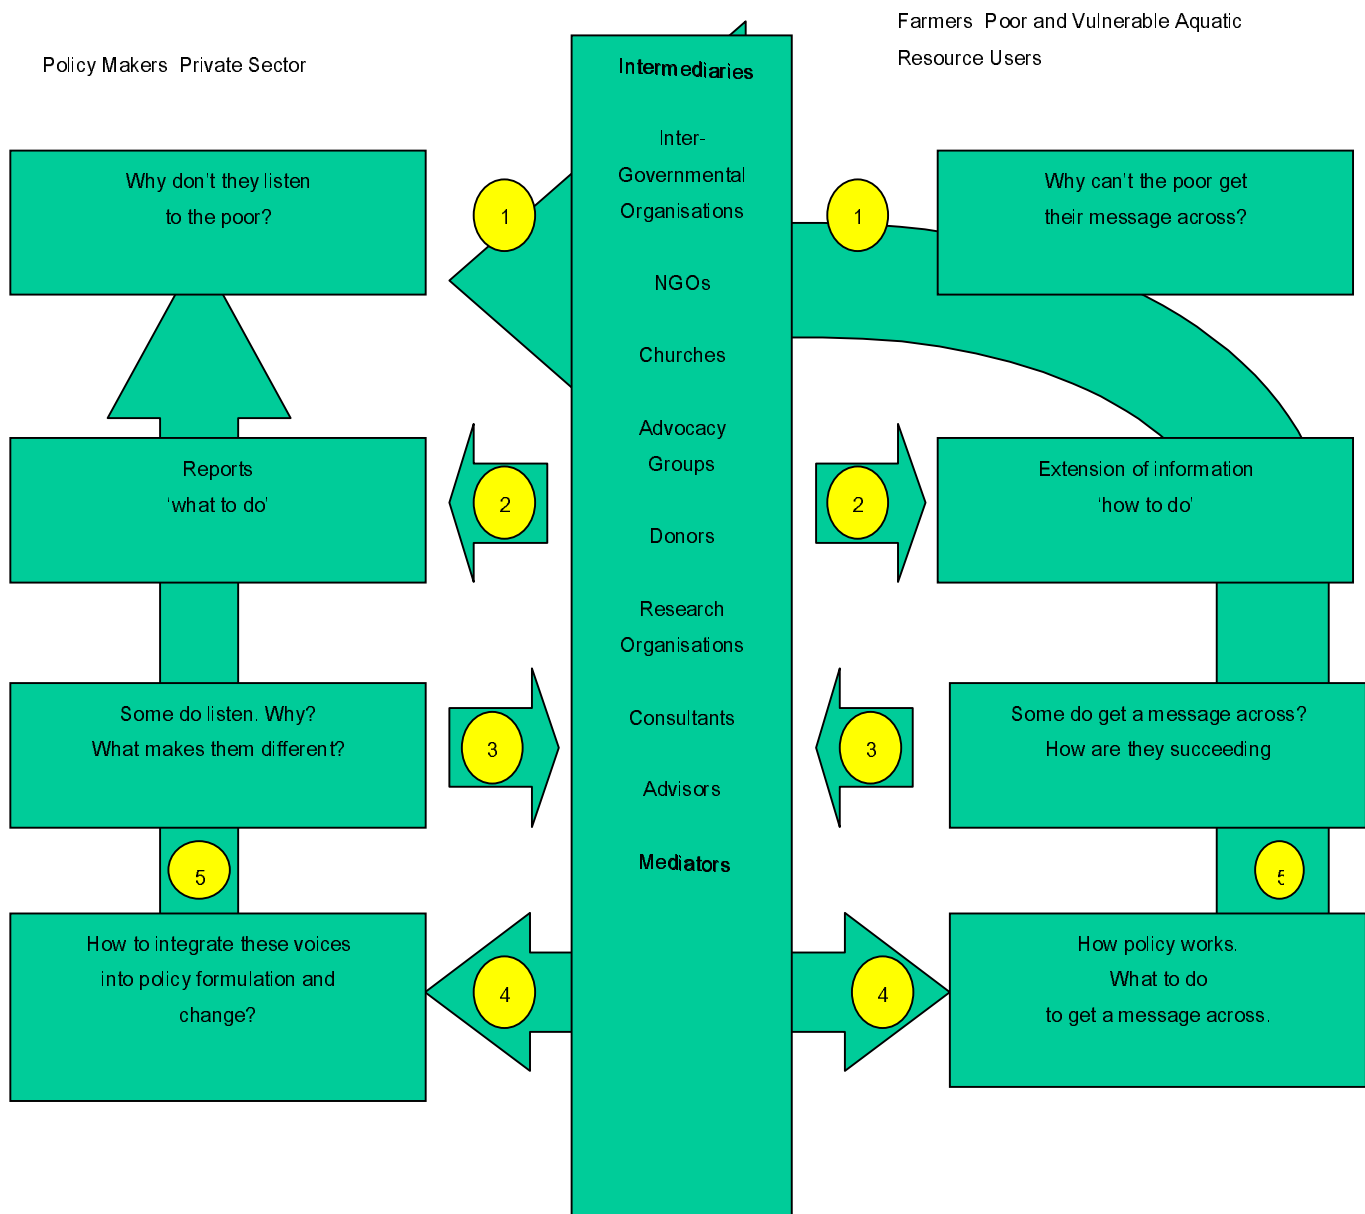 Policy Makers  Private Sector
Farmers  Poor and Vulnerable Aquatic
Resource Users
Why don't they listen
to the poor?
1
Reports
‘what to do’
2
Some do listen. Why?
What makes them different?
3
5
How to integrate these voices
into policy formulation and
change?
4
Intermediaries
Inter-
Governmental
Organisations
NGOs
Churches
Advocacy
Groups
Donors
Research
Organisations
Consultants
Advisors
Mediators
1
Why can't the poor get
their message across?
2
Extension of information
‘how to do’
3
Some do get a message across?
How are they succeeding
5
4
How policy works.
What to do
to get a message across.